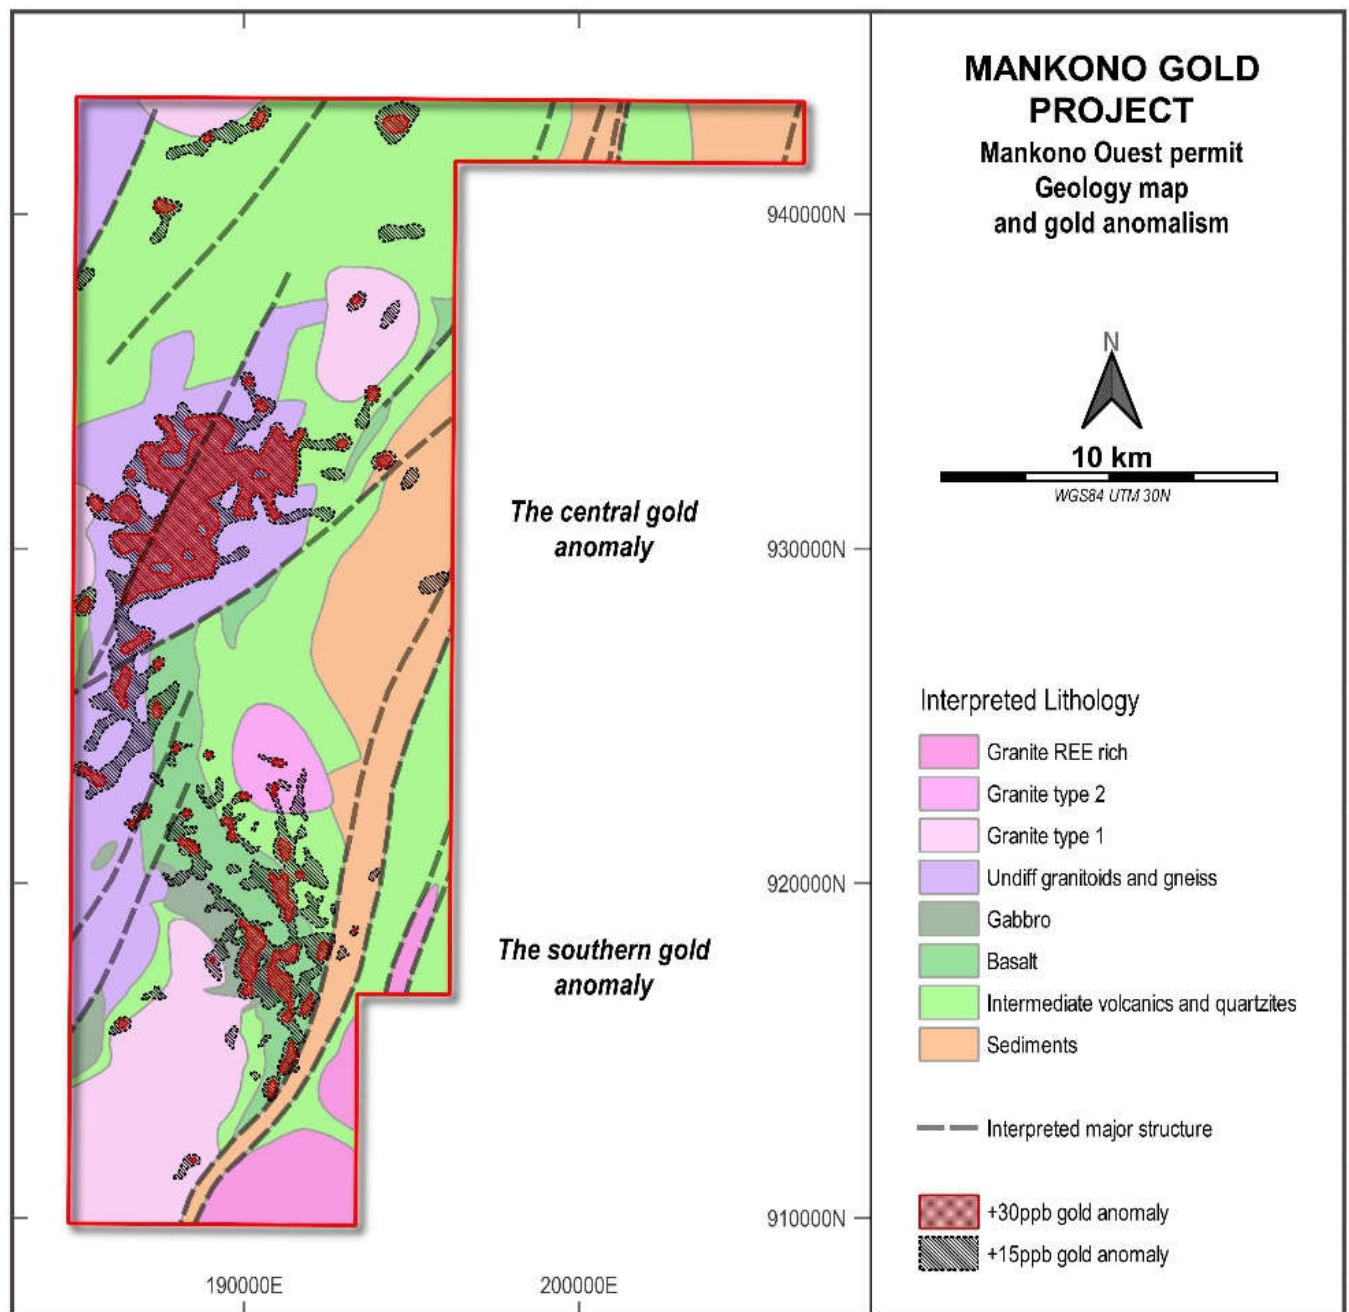 MANKONO GOLD
PROJECT
Mankono Ouest permit
Geology map
and gold anomalism
N
10 km
WGS84 UTM 30N
940000N
The central gold
anomaly
930000N
Interpreted Lithology
Granite REE rich
Granite type 2
Granite type 1
Undiff granitoids and gneiss
Gabbro
Basalt
Intermediate volcanics and quartzites
Sediments
920000N
The southern gold
anomaly
Interpreted major structure
+30ppb gold anomaly
+15ppb gold anomaly
910000N
190000E
200000E